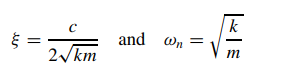 ξ = c / 2√km and ωn = √k/m